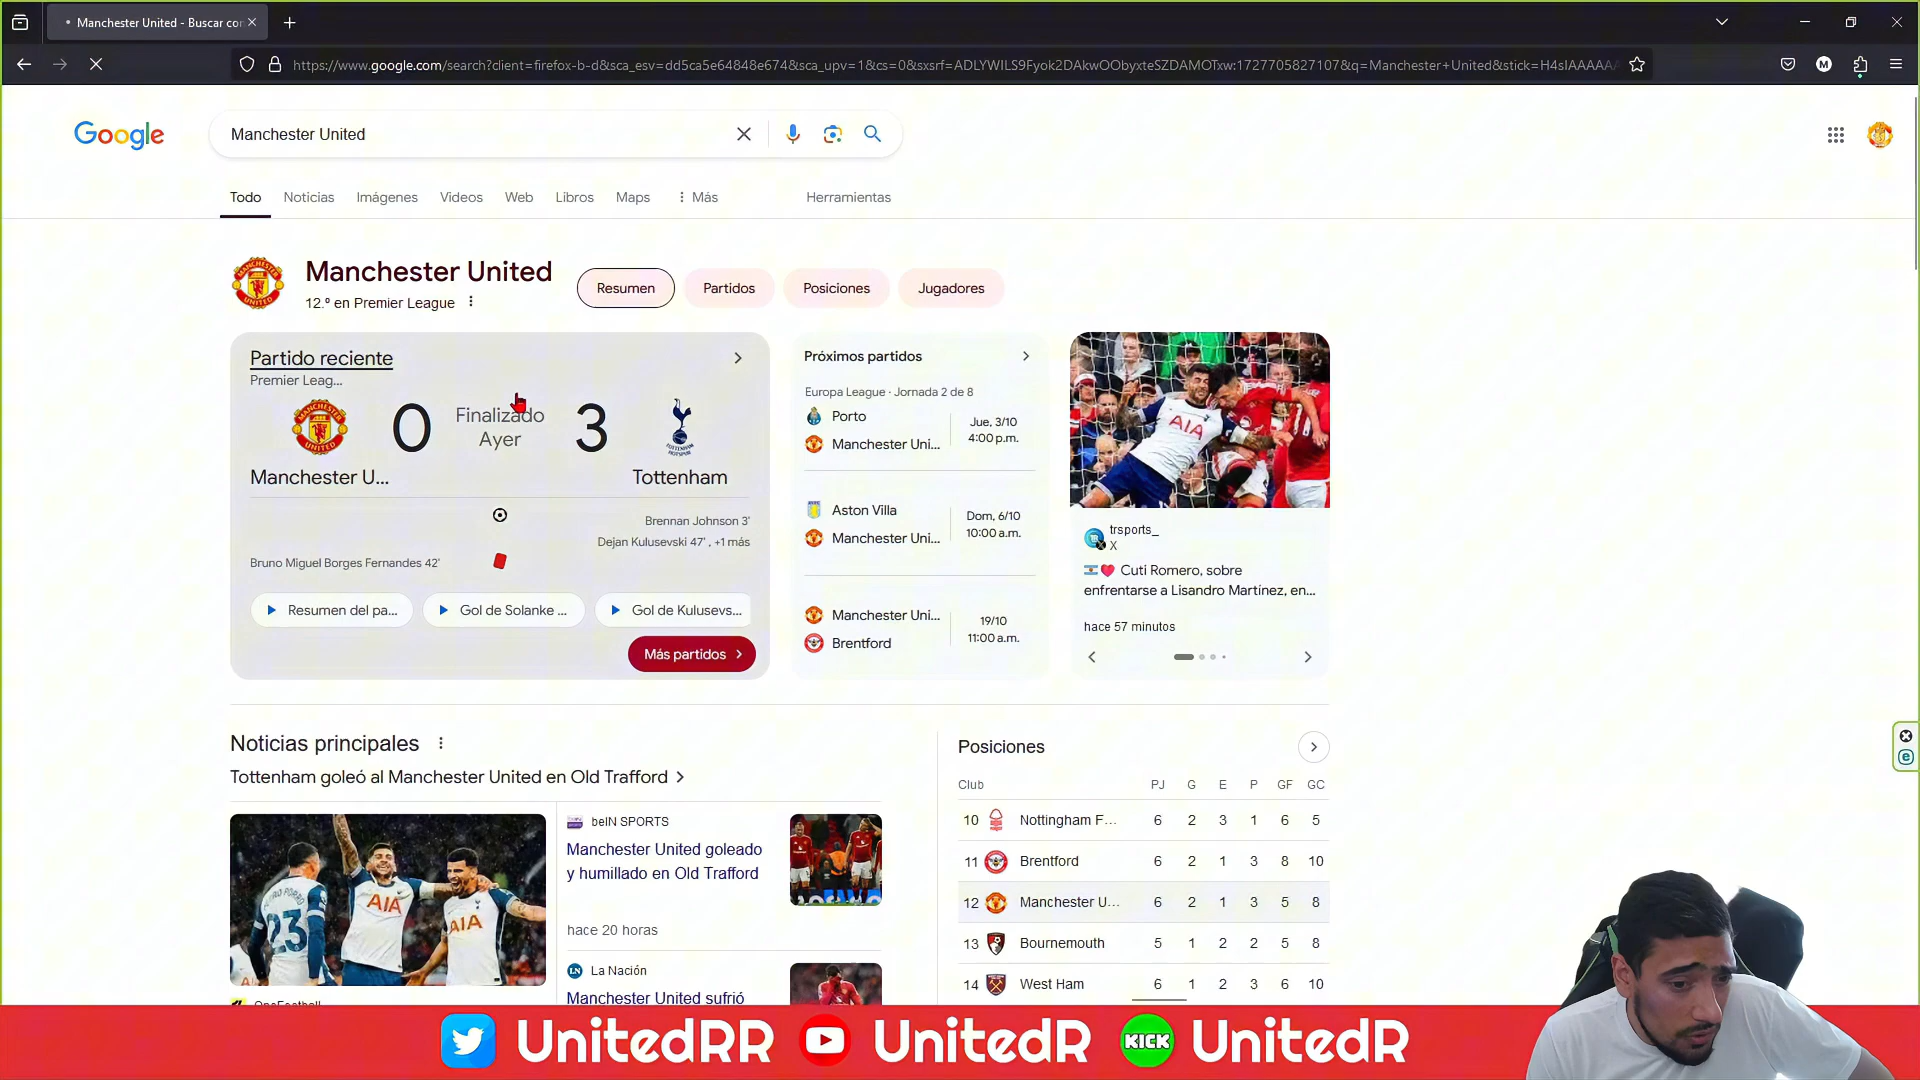 Manchester United - Buscar con
https://www.google.com/search?client=firefox-b-d&sca_esv=dd5ca5e64848e674&sca_upv=1&cs=0&sxsrf=ADLYWILS9Fyok2DAkwOObyxteSZDAMOTxw:1727705827107&q=Manchester+United&stick=H4sIAAAAAA
M
Google
Manchester United
Todo
Noticias
Imágenes
Videos
Web
Libros
Maps
Más
Herramientas
Manchester United
12.º en Premier League
Resumen
Partidos
Posiciones
Jugadores
Partido reciente
Premier Leag...
0
Finalizado
Ayer
3
Manchester U...
Tottenham
Brennan Johnson 3'
Dejan Kulusevski 47' , +1 más
Bruno Miguel Borges Fernandes 42'
Resumen del pa...
Gol de Solanke ...
Gol de Kulusevs...
Más partidos
Próximos partidos
Europa League · Jornada 2 de 8
Porto
Manchester Uni...
Jue, 3/10
4:00 p.m.
Aston Villa
Manchester Uni...
Dom, 6/10
10:00 a.m.
Manchester Uni...
Brentford
19/10
11:00 a.m.
AIA
trsports_
X
Cuti Romero, sobre
enfrentarse a Lisandro Martínez, en...
hace 57 minutos
Noticias principales
Tottenham goleó al Manchester United en Old Trafford
23
AIA
AIA
beIN SPORTS
Manchester United goleado
y humillado en Old Trafford
hace 20 horas
LN La Nación
Manchester United sufrió
OneFootball
Posiciones
Club PJ G E P GF GC
10 Nottingham F... 6 2 3 1 6 5
11 Brentford 6 2 1 3 8 10
12 Manchester U... 6 2 1 3 5 8
13 Bournemouth 5 1 2 2 5 8
14 West Ham 6 1 2 3 6 10
UnitedRR UnitedR KICK UnitedR